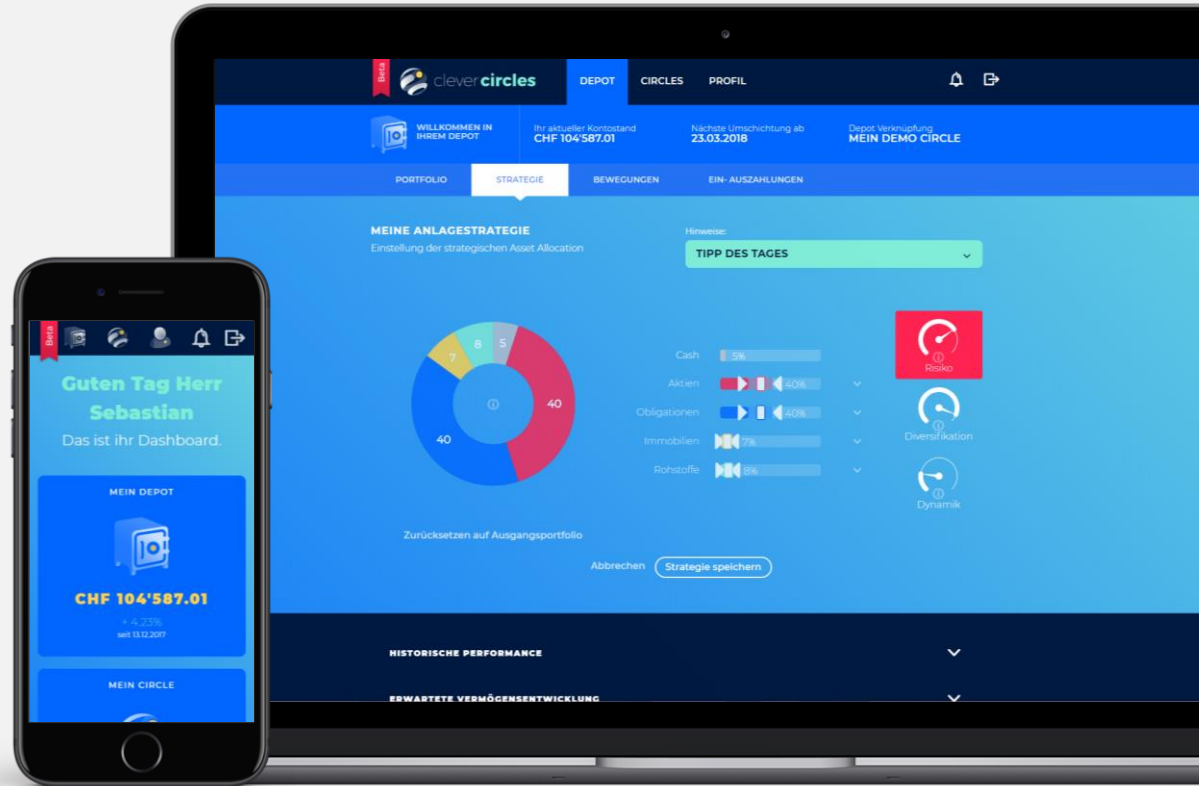 Beta
clever circles
DEPOT
CIRCLES
PROFIL
WILLKOMMEN IN
IHREM DEPOT
Ihr aktueller Kontostand
CHF 104'587.01
Nächste Umschichtung ab
23.03.2018
Depot Verknüpfung
MEIN DEMO CIRCLE
PORTFOLIO
STRATEGIE
BEWEGUNGEN
EIN- AUSZAHLUNGEN
MEINE ANLAGESTRATEGIE
Einstellung der strategischen Asset Allocation
Hinweise:
TIPP DES TAGES
7
8
5
40
40
Cash
5%
Aktien
40%
Obligationen
40%
Immobilien
7%
Rohstoffe
8%
Risiko
Diversifikation
Dynamik
Zurücksetzen auf Ausgangsportfolio
Abbrechen
Strategie speichern
HISTORISCHE PERFORMANCE
ERWARTETE VERMÖGENSENTWICKLUNG
Beta
Guten Tag Herr
Sebastian
Das ist ihr Dashboard.
MEIN DEPOT
CHF 104'587.01
+ 4.23%
seit 13.12.2017
MEIN CIRCLE